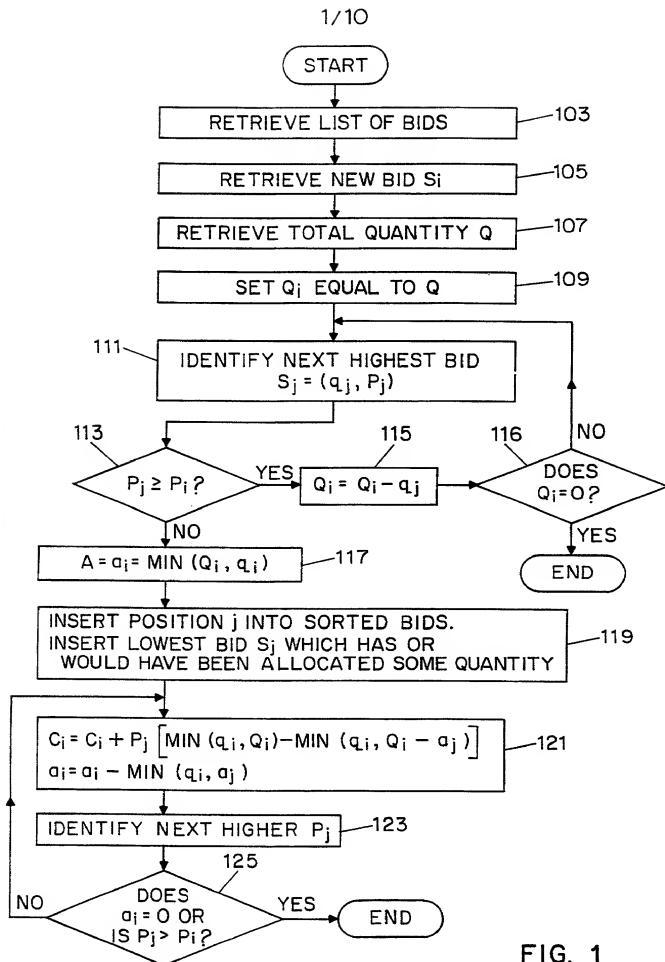 1/10
START
RETRIEVE LIST OF BIDS
103
RETRIEVE NEW BID Si
105
RETRIEVE TOTAL QUANTITY Q
107
SET Qi EQUAL TO Q
109
111
IDENTIFY NEXT HIGHEST BID
Sj = (qj, Pj)
113
Pj ≥ Pi?
YES
115
Qi = Qi - qj
116
DOES
Qi = 0?
NO
YES
END
NO
A = ai = MIN (Qi, qi)
117
INSERT POSITION j INTO SORTED BIDS.
INSERT LOWEST BID Sj WHICH HAS OR
WOULD HAVE BEEN ALLOCATED SOME QUANTITY
119
Ci = Ci + Pj [MIN (qi, Qi) - MIN (qi, Qi - aj)]
ai = ai - MIN (qi, aj)
121
IDENTIFY NEXT HIGHER Pj
123
125
DOES
ai = 0 OR
IS Pj > Pi?
NO
YES
END
FIG. 1